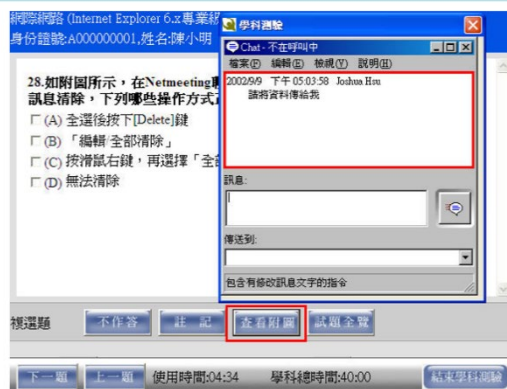 網際網路 (Internet Explorer 6.x專業級
身份證號:A000000001,姓名:陳小明
28.如附圖所示，在Netmeeting
訊息清除，下列哪些操作方式
(A) 全選後按下[Delete]鍵
(B) 「編輯/全部清除」
(C) 按滑鼠右鍵，再選擇「全
(D) 無法清除
學科測驗
Chat - 不在呼叫中
檔案(F) 編輯(E) 檢視(V) 說明(H)
2002/9/9 下午 05:03:58 Joshua Hsu
請將資料傳給我
訊息:
傳送到:
包含有修改訊息文字的指令
複選題 不作答 註 記 查看附圖 試題全覽
下一題 上一題 使用時間:04:34 學科總時間:40:00 結束學科測驗